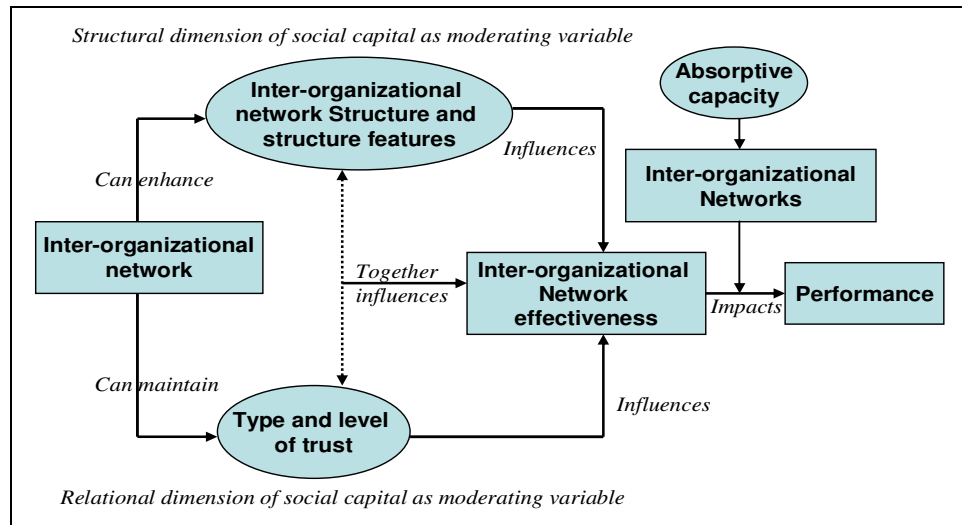 Structural dimension of social capital as moderating variable
Inter-organizational
network Structure and
structure features
Absorptive
capacity
Can enhance
Influences
Inter-organizational
Networks
Inter-organizational
network
Together
influences
Inter-organizational
Network
effectiveness
Impacts
Performance
Can maintain
Type and level
of trust
Influences
Relational dimension of social capital as moderating variable